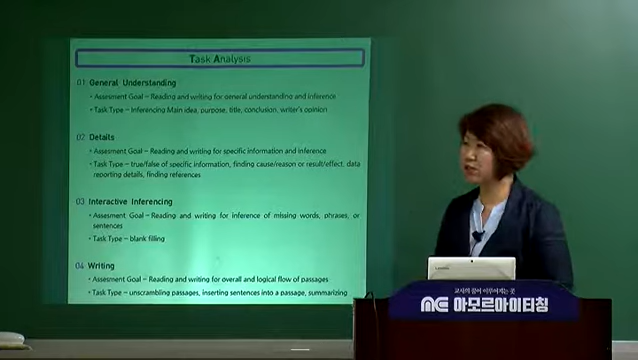 Task Analysis
01 General Understanding
• Assesment Goal – Reading and writing for general understanding and inference
• Task Type – Inferencing Main idea, purpose, title, conclusion, writer's opinion
02 Details
• Assesment Goal – Reading and writing for specific information and inference
• Task Type – true/false of specific information, finding cause/reason or result/effect, data
reporting details, finding references
03 Interactive Inferencing
• Assesment Goal – Reading and writing for inference of missing words, phrases, or
sentences
• Task Type – blank filling
04 Writing
• Assesment Goal – Reading and writing for overall and logical flow of passages
• Task Type – unscrambling passages, inserting sentences into a passage, summarizing
교사의 꿈이 이루어지는 곳
아모르아이티칭